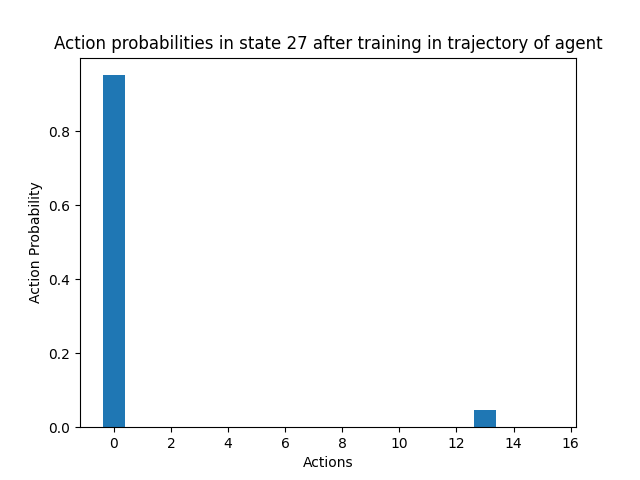 Action probabilities in state 27 after training in trajectory of agent
Action Probability
0.8
0.6
0.4
0.2
0.0
0 2 4 6 8 10 12 14 16
Actions